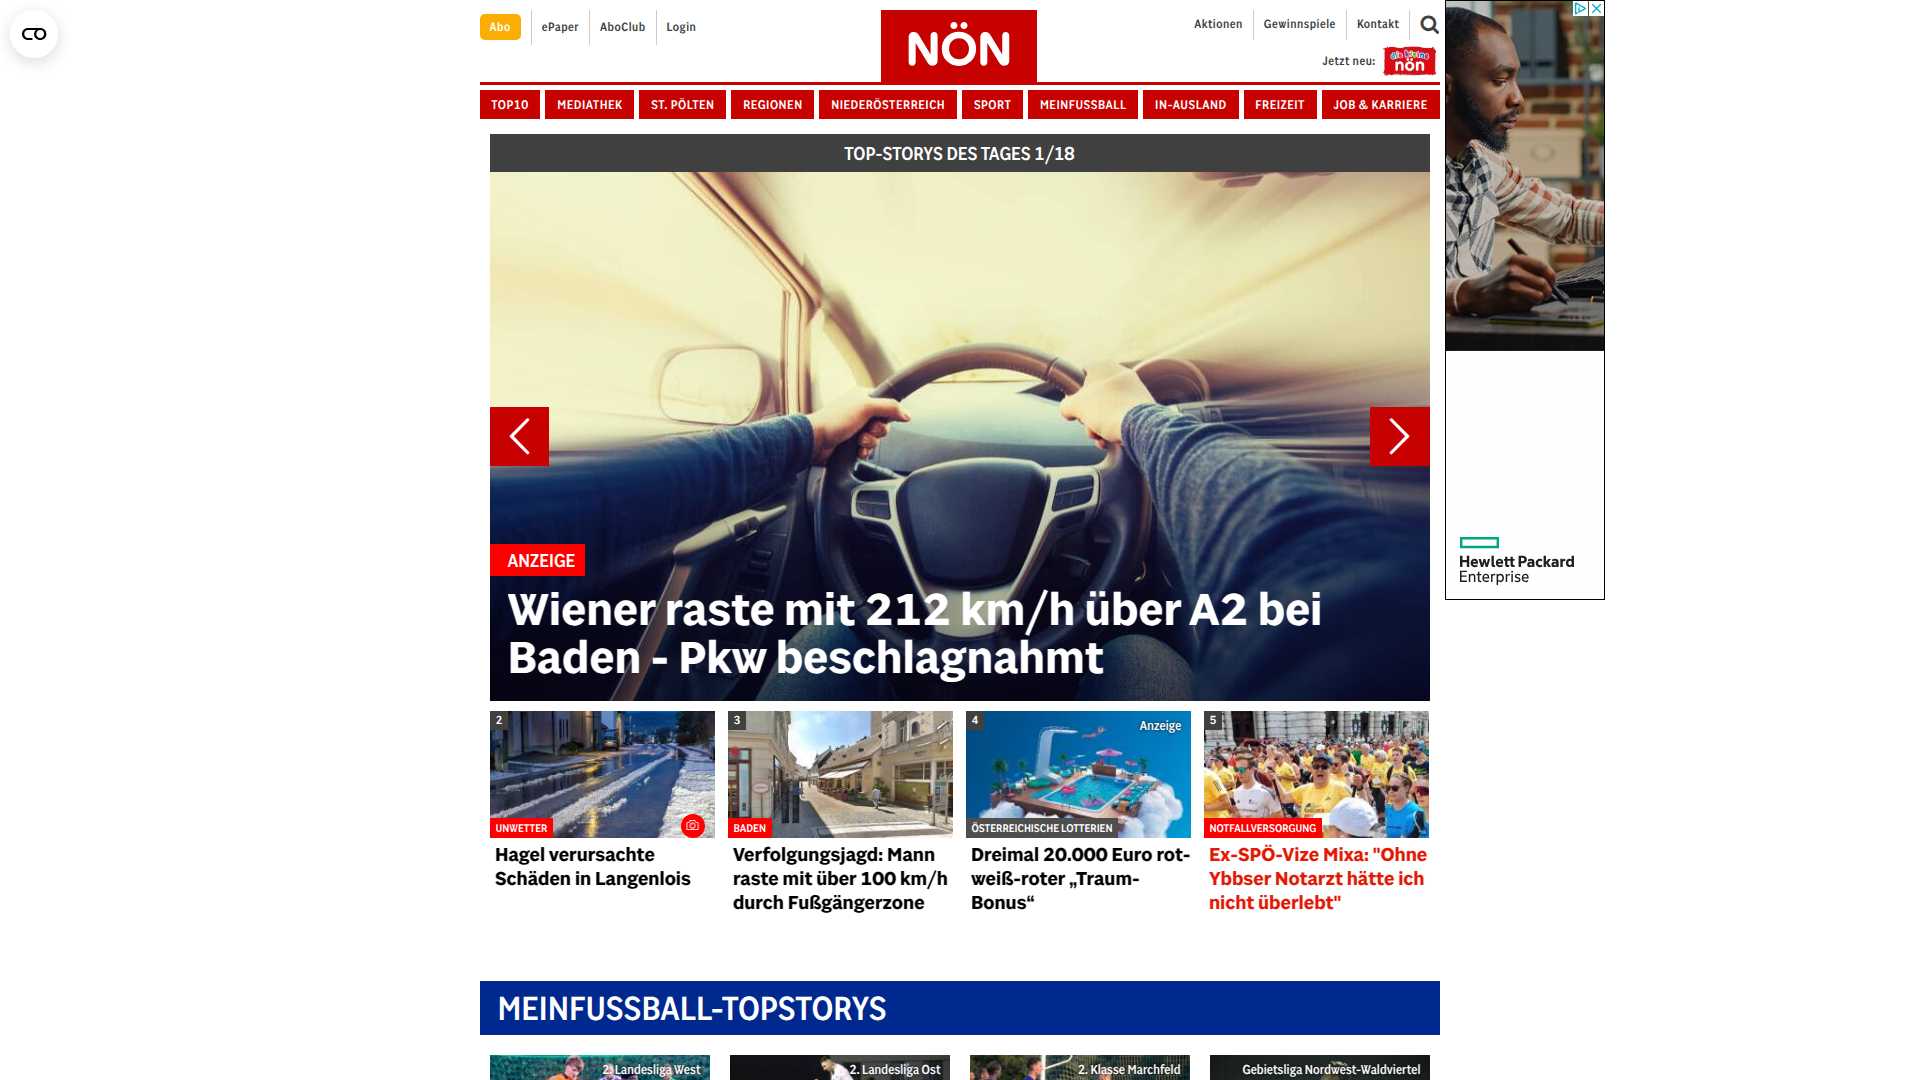 Abo
ePaper
AboClub
Login
NÖN
Aktionen
Gewinnspiele
Kontakt
Jetzt neu:
die kleine
nön
TOP10
MEDIATHEK
ST. PÖLTEN
REGIONEN
NIEDERÖSTERREICH
SPORT
MEINFUSSBALL
IN-AUSLAND
FREIZEIT
JOB & KARRIERE
TOP-STORYS DES TAGES 1/18
ANZEIGE
Wiener raste mit 212 km/h über A2 bei
Baden - Pkw beschlagnahmt
Hewlett Packard
Enterprise
2
UNWETTER
Hagel verursachte
Schäden in Langenlois
3
BADEN
Verfolgungsjagd: Mann
raste mit über 100 km/h
durch Fußgängerzone
4
Anzeige
ÖSTERREICHISCHE LOTTERIEN
Dreimal 20.000 Euro rot-
weiß-roter „Traum-
Bonus“
5
NOTFALLVERSORGUNG
Ex-SPÖ-Vize Mixa: "Ohne
Ybbser Notarzt hätte ich
nicht überlebt"
MEINFUSSBALL-TOPSTORYS
2. Landesliga West
2. Landesliga Ost
2. Klasse Marchfeld
Gebietsliga Nordwest-Waldviertel